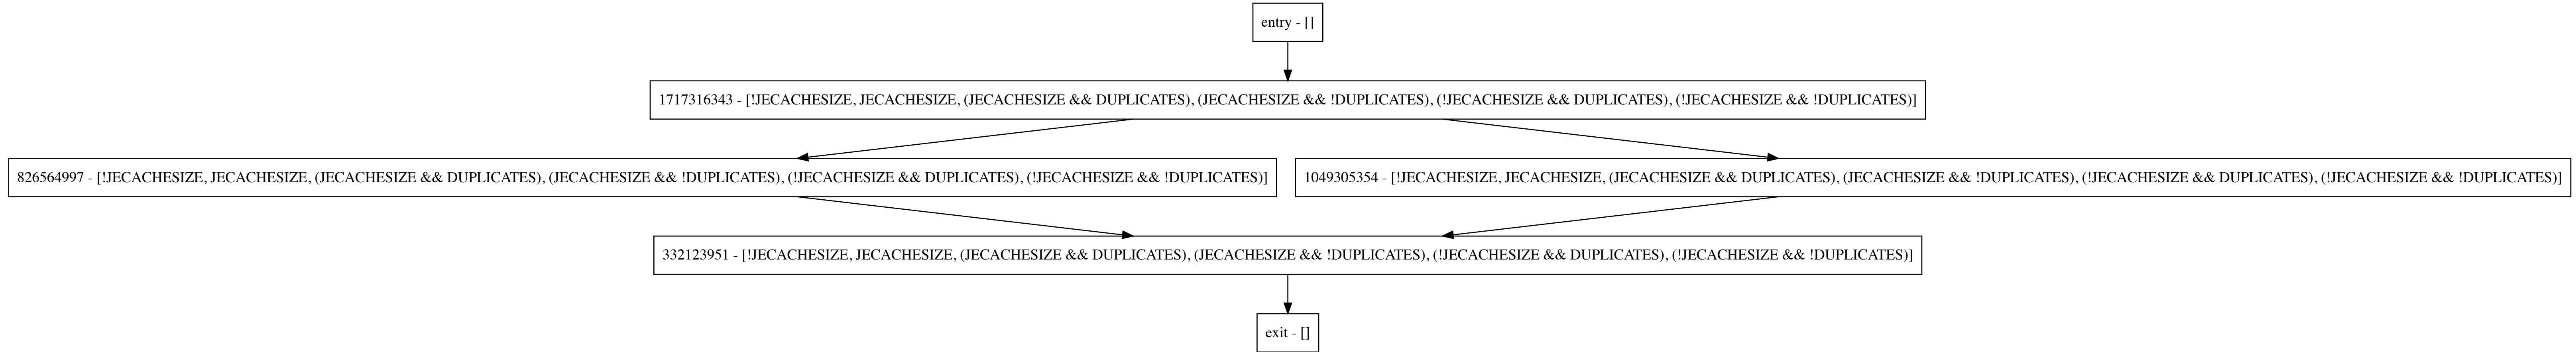 entry - []
1717316343 - [!JECACHESIZE, JECACHESIZE, (JECACHESIZE && DUPLICATES), (JECACHESIZE && !DUPLICATES), (!JECACHESIZE && DUPLICATES), (!JECACHESIZE && !DUPLICATES)]
826564997 - [!JECACHESIZE, JECACHESIZE, (JECACHESIZE && DUPLICATES), (JECACHESIZE && !DUPLICATES), (!JECACHESIZE && DUPLICATES), (!JECACHESIZE && !DUPLICATES)]
1049305354 - [!JECACHESIZE, JECACHESIZE, (JECACHESIZE && DUPLICATES), (JECACHESIZE && !DUPLICATES), (!JECACHESIZE && DUPLICATES), (!JECACHESIZE && !DUPLICATES)]
332123951 - [!JECACHESIZE, JECACHESIZE, (JECACHESIZE && DUPLICATES), (JECACHESIZE && !DUPLICATES), (!JECACHESIZE && DUPLICATES), (!JECACHESIZE && !DUPLICATES)]
exit - []